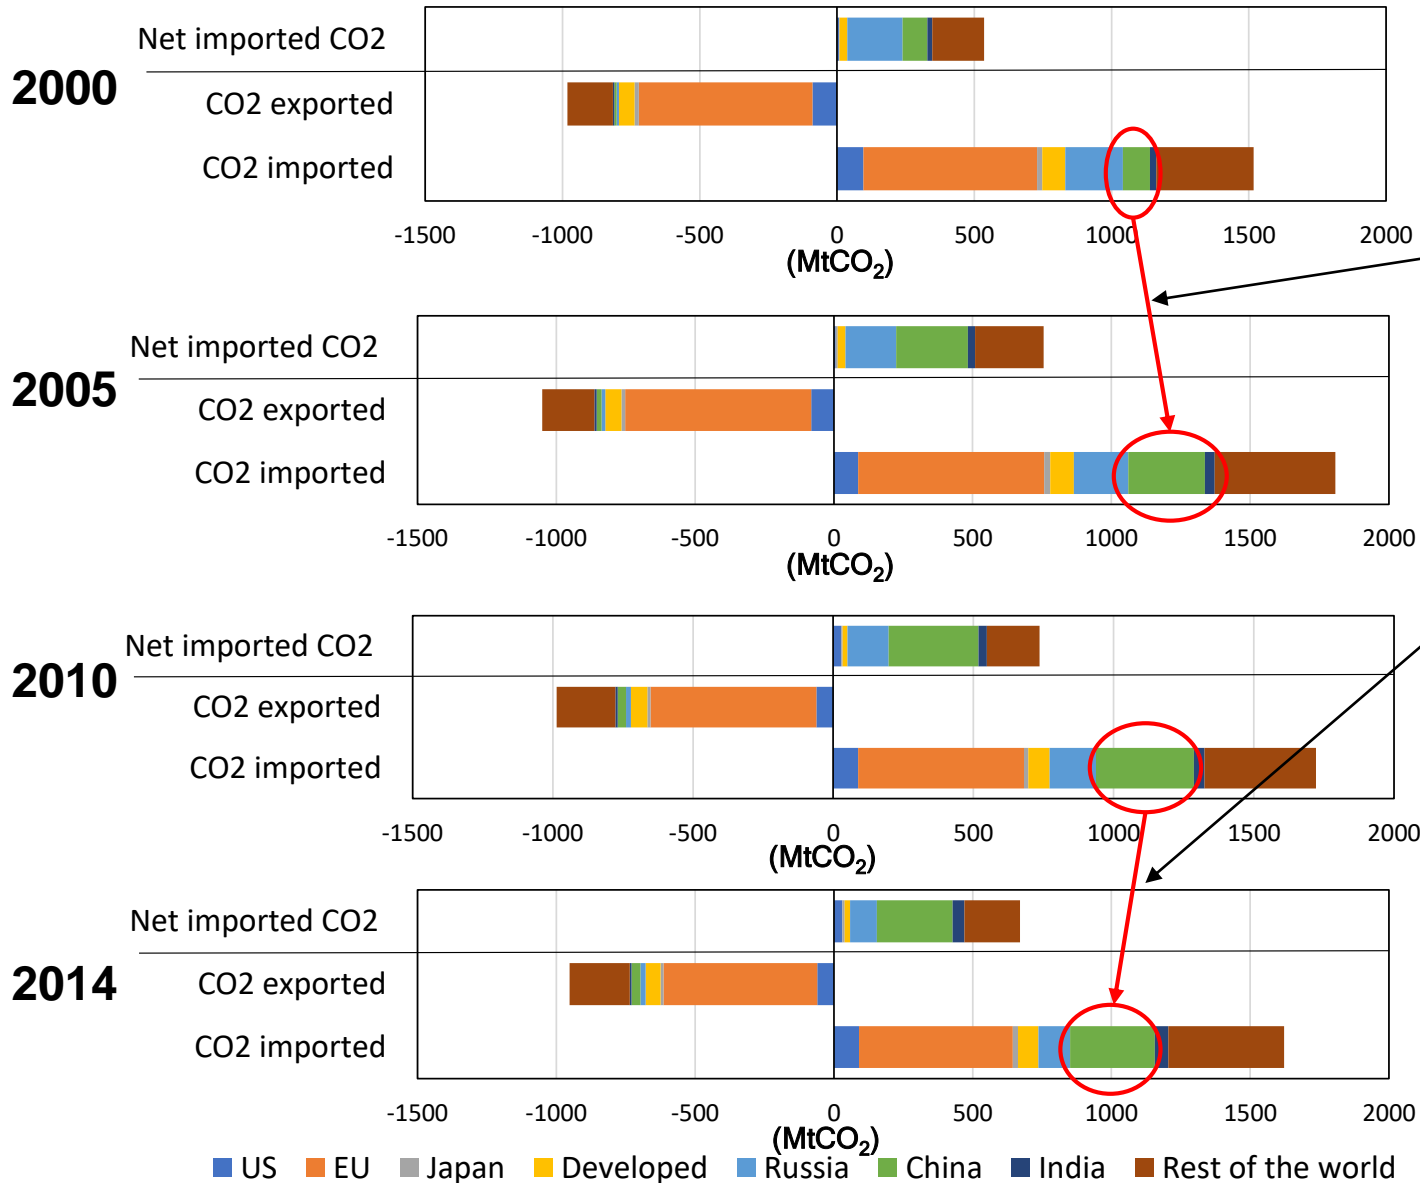 Net imported CO2
2000
CO2 exported
CO2 imported
-1500 -1000 -500 0 500 1000 1500 2000
(MtCO₂)
Net imported CO2
2005
CO2 exported
CO2 imported
-1500 -1000 -500 0 500 1000 1500 2000
(MtCO₂)
Net imported CO2
2010
CO2 exported
CO2 imported
-1500 -1000 -500 0 500 1000 1500 2000
(MtCO₂)
Net imported CO2
2014
CO2 exported
CO2 imported
-1500 -1000 -500 0 500 1000 1500 2000
(MtCO₂)
US EU Japan Developed Russia China India Rest of the world